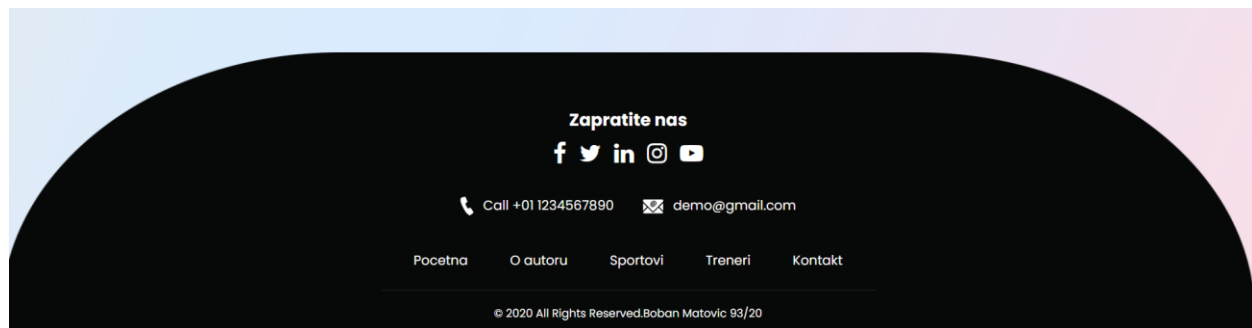 Zapratite nas
Call +01 1234567890 demo@gmail.com
Pocetna O autoru Sportovi Treneri Kontakt
© 2020 All Rights Reserved.Boban Matovic 93/20